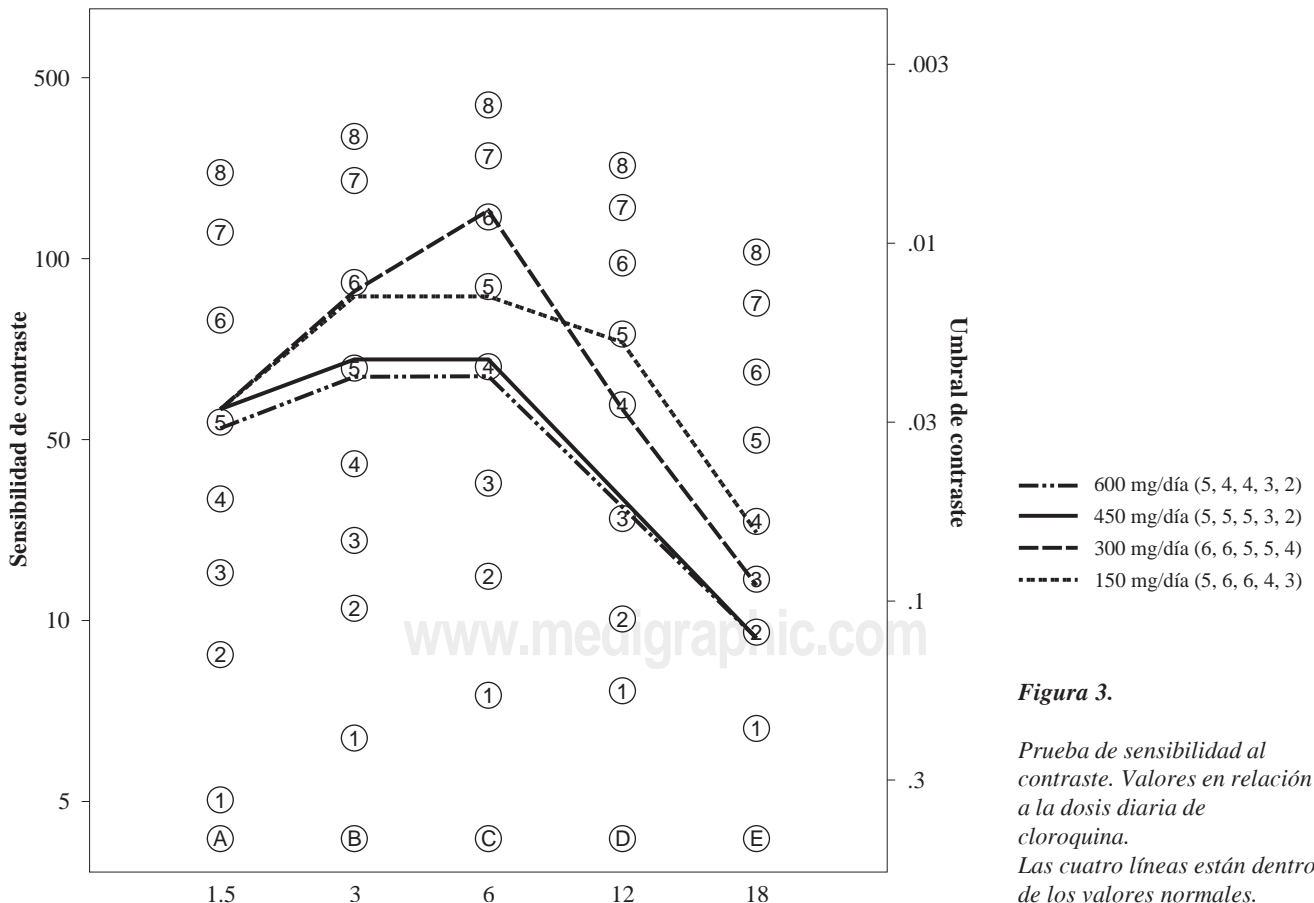 500
100
50
10
5
Sensibilidad de contraste
8
7
6
5
4
3
2
1
A
8
7
6
5
4
3
2
1
B
8
7
6
5
4
3
2
1
C
8
7
6
5
4
3
2
1
D
8
7
6
5
4
3
2
1
E
1.5 3 6 12 18
.003
.01
.03
.1
.3
Umbral de contraste
www.medigraphic.com
600 mg/día (5, 4, 4, 3, 2)
450 mg/día (5, 5, 5, 3, 2)
300 mg/día (6, 6, 5, 5, 4)
150 mg/día (5, 6, 6, 4, 3)
Figura 3.
Prueba de sensibilidad al
contraste. Valores en relación
a la dosis diaria de
cloroquina.
Las cuatro líneas están dentro
de los valores normales.